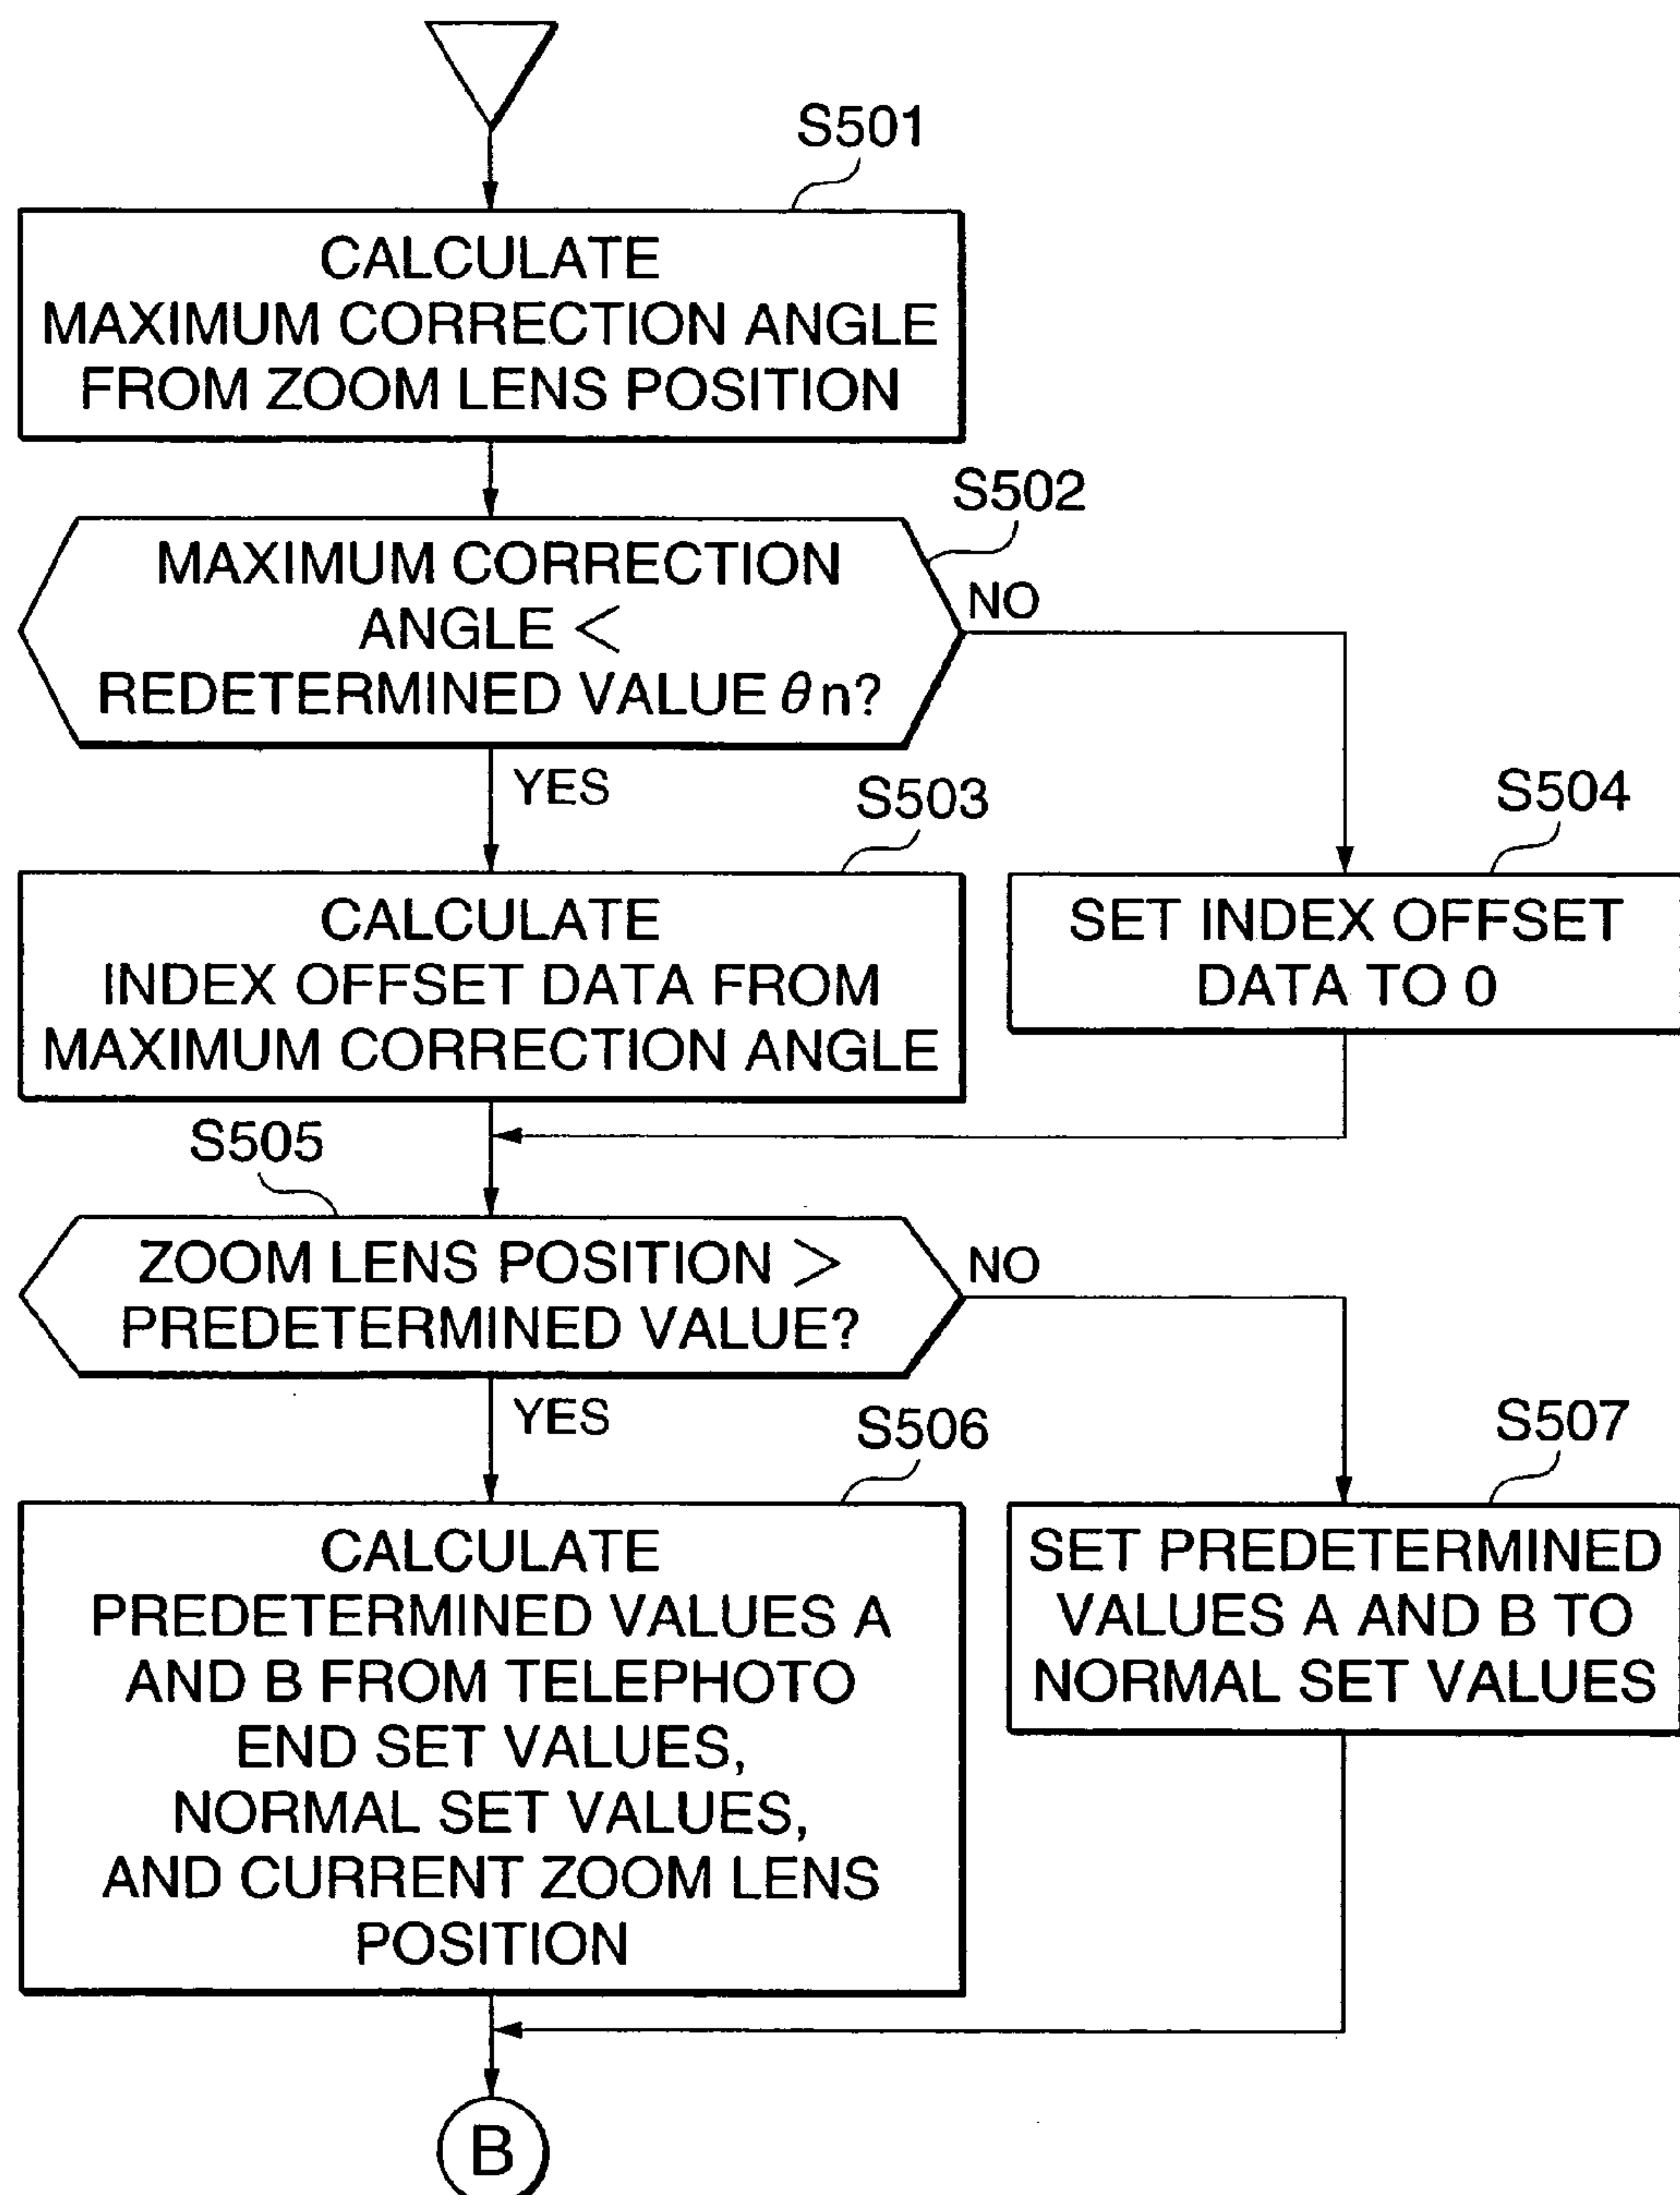 S501
CALCULATE
MAXIMUM CORRECTION ANGLE
FROM ZOOM LENS POSITION
S502
MAXIMUM CORRECTION
ANGLE <
REDETERMINED VALUE θn?
NO
YES
S503
CALCULATE
INDEX OFFSET DATA FROM
MAXIMUM CORRECTION ANGLE
S504
SET INDEX OFFSET
DATA TO 0
S505
ZOOM LENS POSITION >
PREDETERMINED VALUE?
NO
YES
S506
CALCULATE
PREDETERMINED VALUES A
AND B FROM TELEPHOTO
END SET VALUES,
NORMAL SET VALUES,
AND CURRENT ZOOM LENS
POSITION
S507
SET PREDETERMINED
VALUES A AND B TO
NORMAL SET VALUES
B